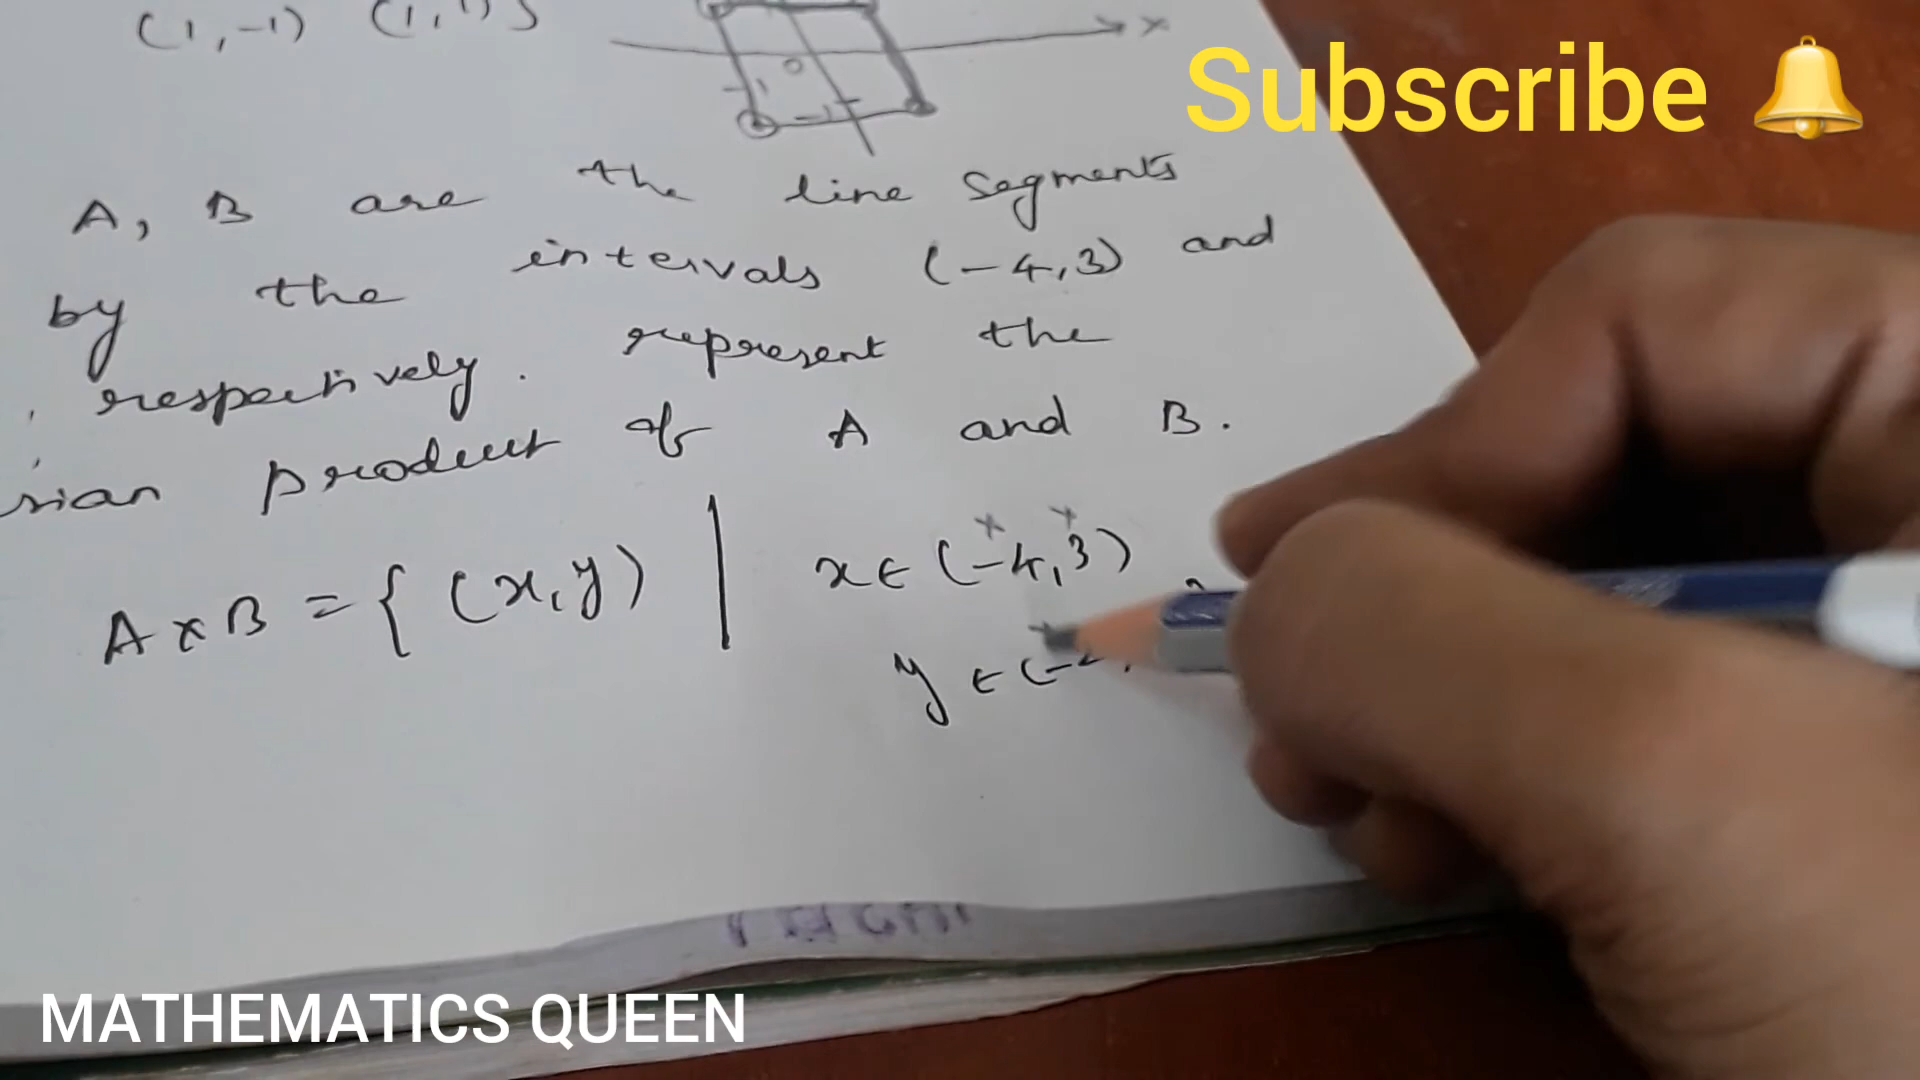 (1,-1) (1,1)}
x
Subscribe 🔔
0
A, B are the line segments
by the intervals (-4,3) and
respectively. represent the
product of A and B.
A x B = { (x,y) | x ∈ (-4,3)
y ∈ (-
MATHEMATICS QUEEN